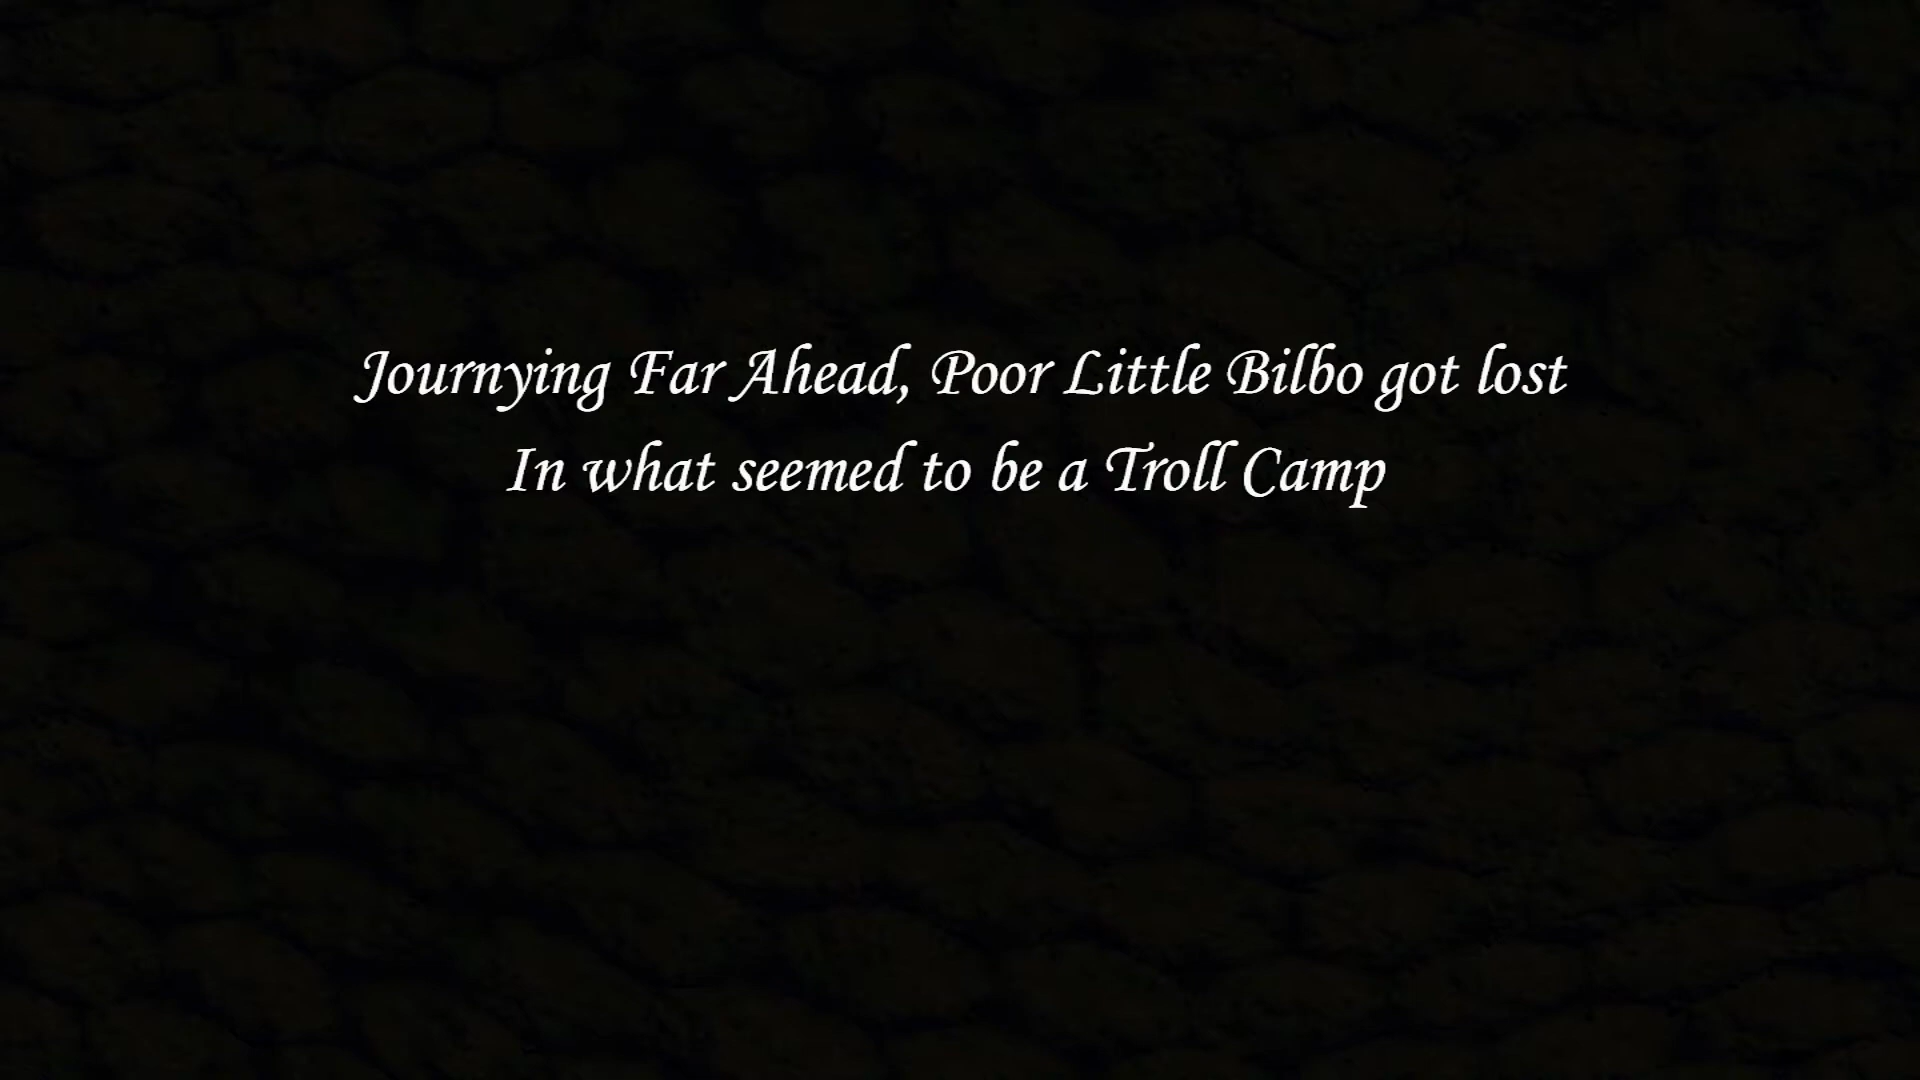 Journying Far Ahead, Poor Little Bilbo got lost
In what seemed to be a Troll Camp